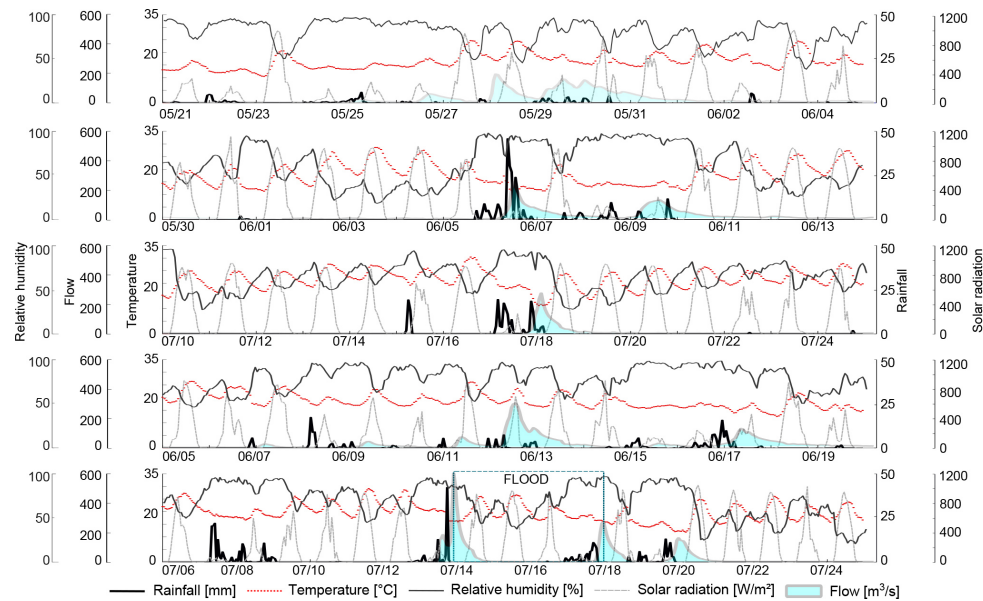 100 600 35 50 1200
50 400 20 25 800
200 400
0 0 0 0 0
05/21 05/23 05/25 05/27 05/29 05/31 06/02 06/04
100 600 35 50 1200
50 400 20 25 800
200 400
0 0 0 0 0
05/30 06/01 06/03 06/05 06/07 06/09 06/11 06/13
100 600 35 50 1200
50 400 20 25 800
200 400
0 0 0 0 0
07/10 07/12 07/14 07/16 07/18 07/20 07/22 07/24
Relative humidity
Flow
Temperature
Rainfall
Solar radiation
100 600 35 50 1200
50 400 20 25 800
200 400
0 0 0 0 0
06/05 06/07 06/09 06/11 06/13 06/15 06/17 06/19
100 600 35 FLOOD 50 1200
50 400 20 25 800
200 400
0 0 0 0 0
07/06 07/08 07/10 07/12 07/14 07/16 07/18 07/20 07/22 07/24
Rainfall [mm] Temperature [°C] Relative humidity [%] Solar radiation [W/m²] Flow [m³/s]